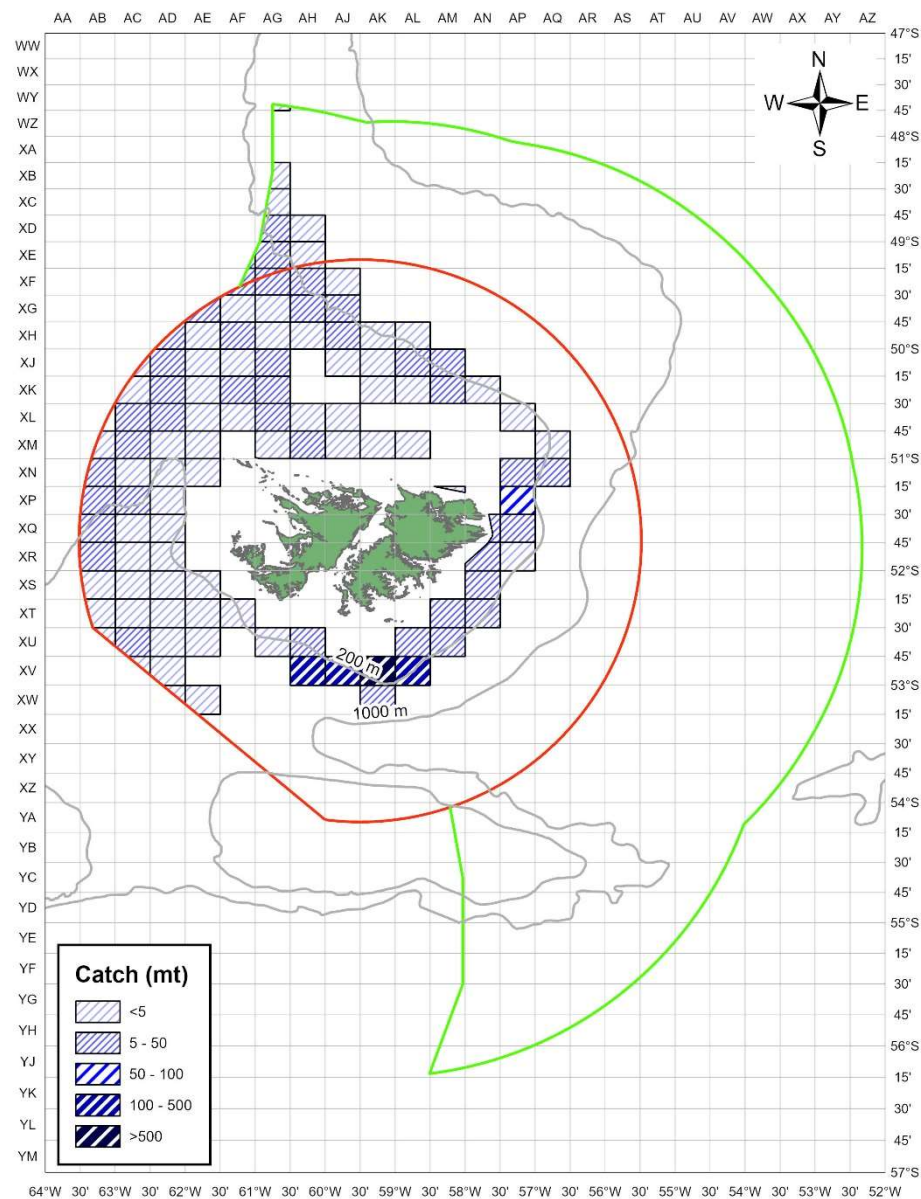 AA AB AC AD AE AF AG AH AJ AK AL AM AN AP AQ AR AS AT AU AV AW AX AY AZ
WW
WX
WY
WZ
XA
XB
XC
XD
XE
XF
XG
XH
XJ
XK
XL
XM
XN
XP
XQ
XR
XS
XT
XU
XV
XW
XX
XY
XZ
YA
YB
YC
YD
YE
YF
YG
YH
YJ
YK
YL
YM
N
W E
S
200 m
1000 m
47°S
15'
30'
45'
48°S
15'
30'
45'
49°S
15'
30'
45'
50°S
15'
30'
45'
51°S
15'
30'
45'
52°S
15'
30'
45'
53°S
15'
30'
45'
54°S
15'
30'
45'
55°S
15'
30'
45'
56°S
15'
30'
45'
57°S
Catch (mt)
<5
5 - 50
50 - 100
100 - 500
>500
64°W 30' 63°W 30' 62°W 30' 61°W 30' 60°W 30' 59°W 30' 58°W 30' 57°W 30' 56°W 30' 55°W 30' 54°W 30' 53°W 30' 52°W